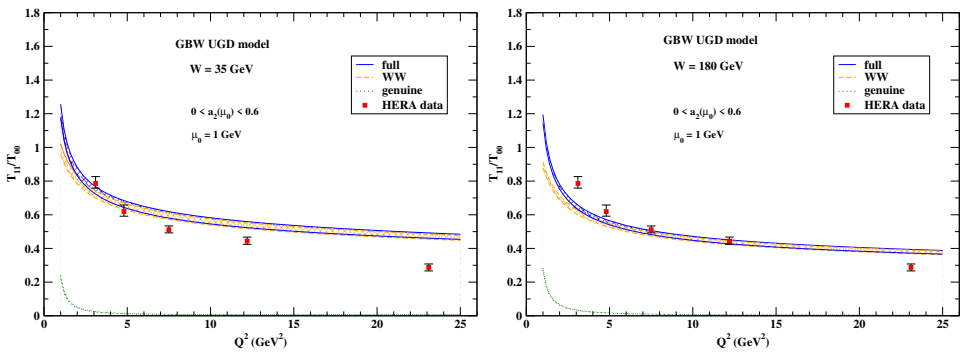 GBW UGD model
W = 35 GeV
0 < a₂(μ₀) < 0.6
μ₀ = 1 GeV
full
WW
genuine
HERA data
T₁₁/T₀₀
1.8
1.6
1.4
1.2
1
0.8
0.6
0.4
0.2
0
0 5 10 15 20 25
Q² (GeV²)
GBW UGD model
W = 180 GeV
0 < a₂(μ₀) < 0.6
μ₀ = 1 GeV
full
WW
genuine
HERA data
T₁₁/T₀₀
1.8
1.6
1.4
1.2
1
0.8
0.6
0.4
0.2
0
0 5 10 15 20 25
Q² (GeV²)